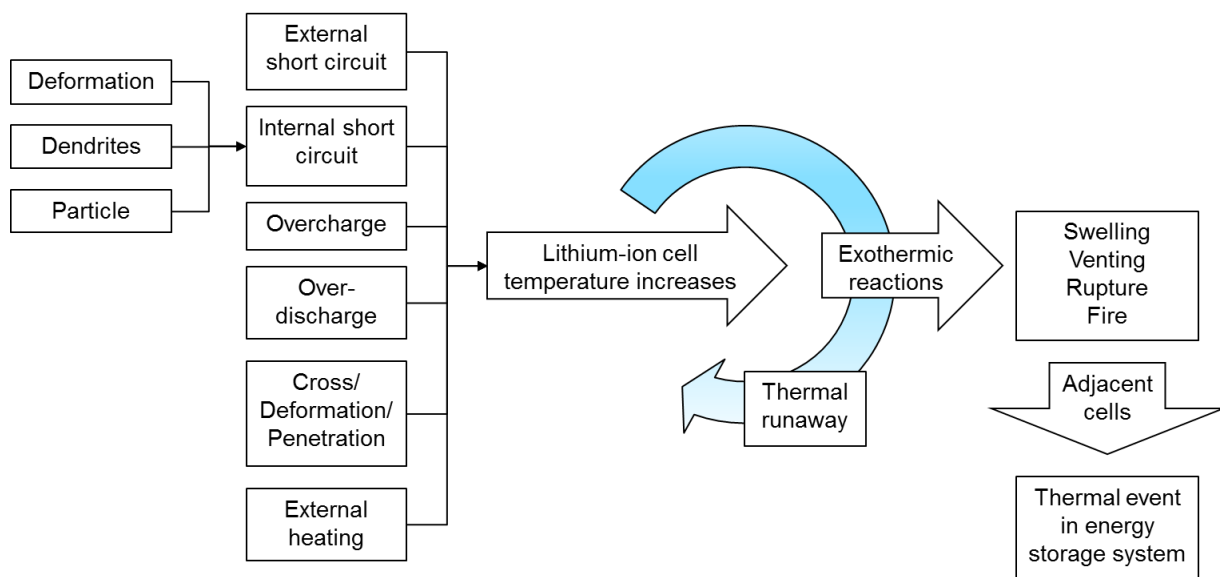 Deformation
Dendrites
Particle
External
short circuit
Internal short
circuit
Overcharge
Over-
discharge
Cross/
Deformation/
Penetration
External
heating
Lithium-ion cell
temperature increases
Exothermic
reactions
Thermal
runaway
Swelling
Venting
Rupture
Fire
Adjacent
cells
Thermal event
in energy
storage system